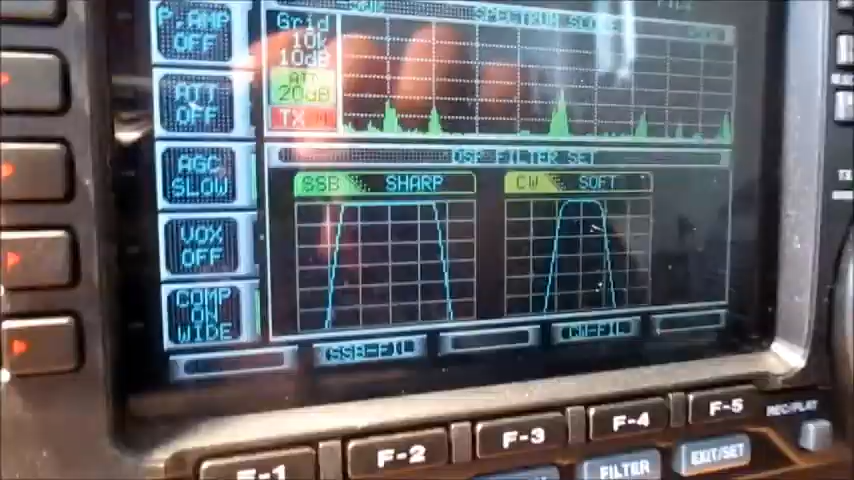 P.AMP
OFF
ATT
OFF
AGC
SLOW
VOX
OFF
COMP
ON
WIDE
SPECTRUM SCOPE
Grid
10k
10dB
ATT
20dB
TX
DSP FILTER SET
SSB SHARP
CW SOFT
SSB-FIL
CW-FIL
F-1
F-2
F-3
F-4
F-5
REC/PLAY
FILTER
EXIT/SET